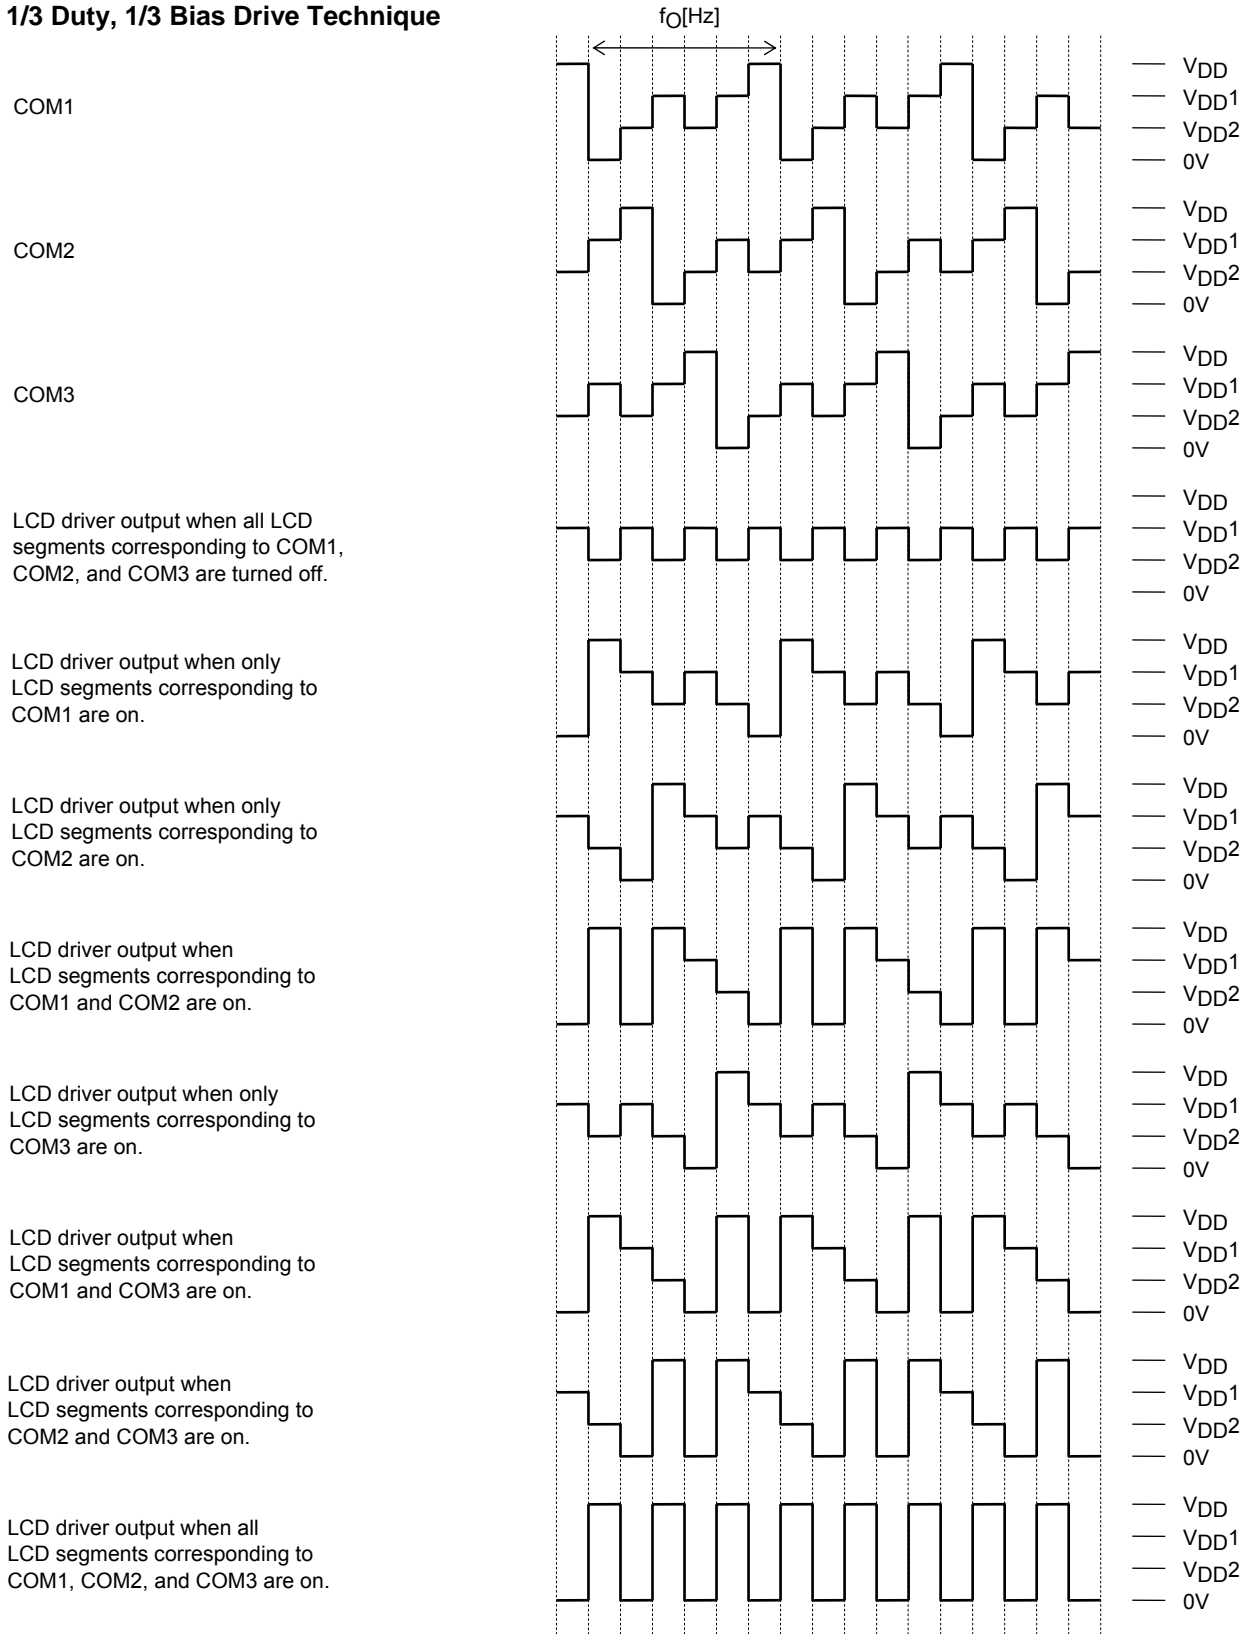 1/3 Duty, 1/3 Bias Drive Technique
fO[Hz]
COM1
VDD
VDD1
VDD2
0V
COM2
VDD
VDD1
VDD2
0V
COM3
VDD
VDD1
VDD2
0V
LCD driver output when all LCD
segments corresponding to COM1,
COM2, and COM3 are turned off.
VDD
VDD1
VDD2
0V
LCD driver output when only
LCD segments corresponding to
COM1 are on.
VDD
VDD1
VDD2
0V
LCD driver output when only
LCD segments corresponding to
COM2 are on.
VDD
VDD1
VDD2
0V
LCD driver output when
LCD segments corresponding to
COM1 and COM2 are on.
VDD
VDD1
VDD2
0V
LCD driver output when only
LCD segments corresponding to
COM3 are on.
VDD
VDD1
VDD2
0V
LCD driver output when
LCD segments corresponding to
COM1 and COM3 are on.
VDD
VDD1
VDD2
0V
LCD driver output when
LCD segments corresponding to
COM2 and COM3 are on.
VDD
VDD1
VDD2
0V
LCD driver output when all
LCD segments corresponding to
COM1, COM2, and COM3 are on.
VDD
VDD1
VDD2
0V